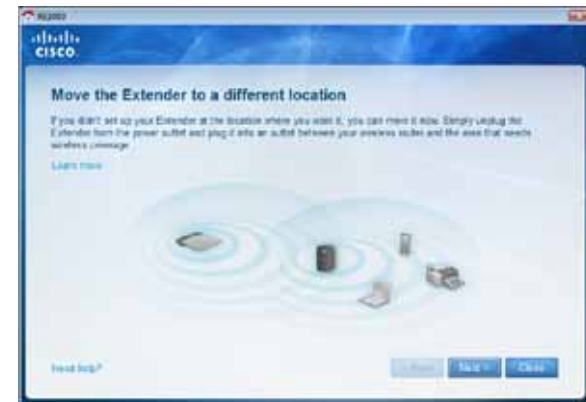 RE2000
CISCO
Move the Extender to a different location
If you didn't set up your Extender at the location where you want it, you can move it now. Simply unplug the
Extender from the power outlet and plug it into an outlet between your wireless router and the area that needs
wireless coverage.
Learn more
Need help?
Next >
Close